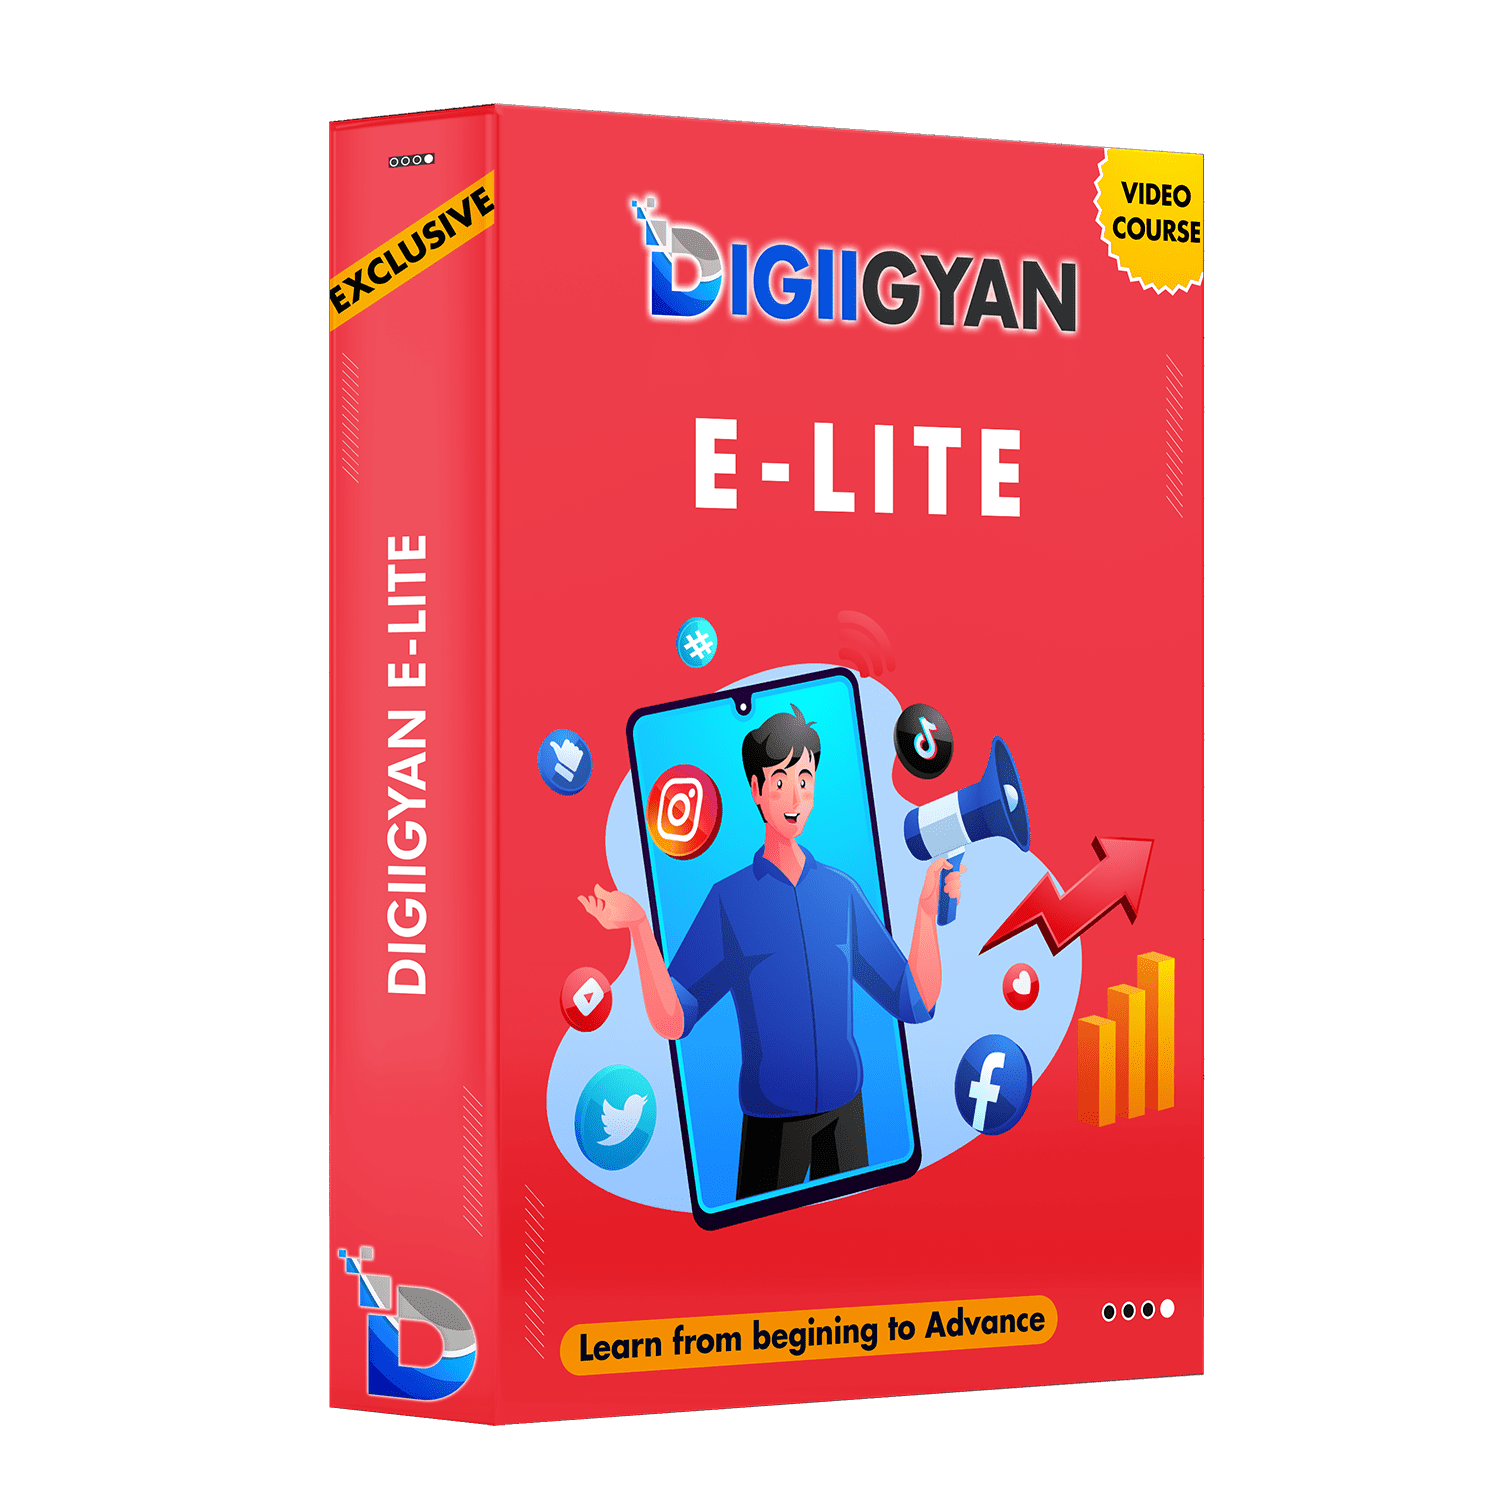 EXCLUSIVE
DIGIIGYAN E-LITE
VIDEO
COURSE
DIGIIGYAN
E-LITE
Learn from begining to Advance